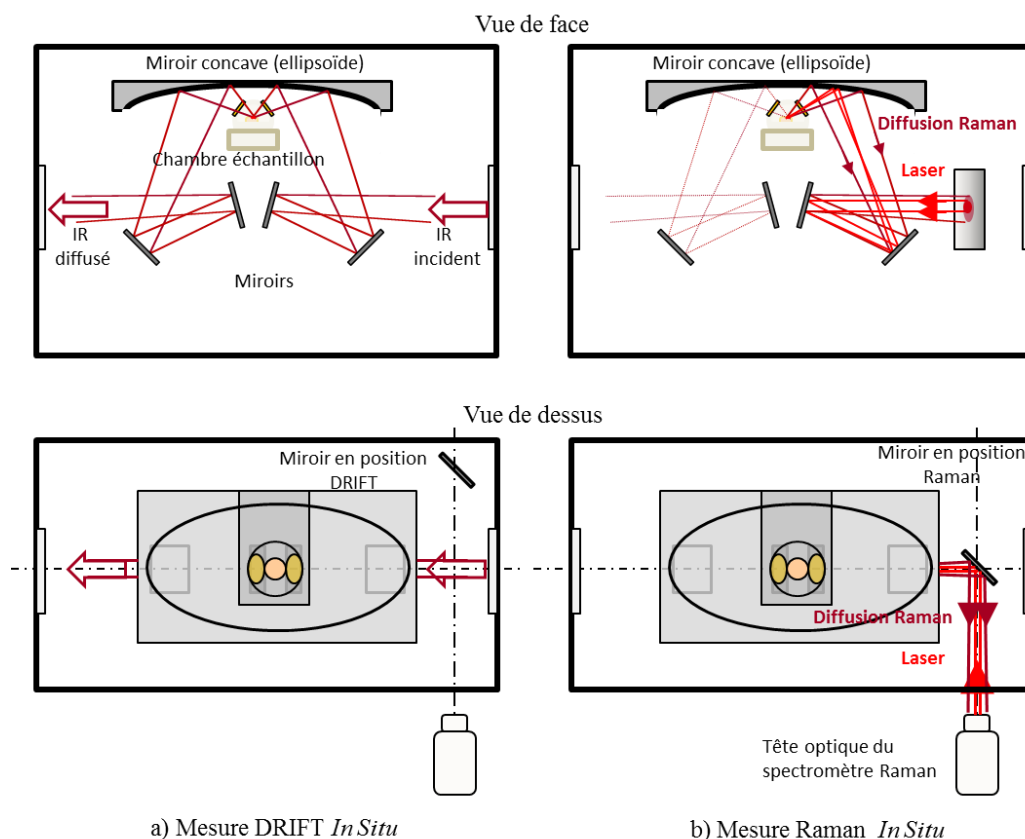 Vue de face
Miroir concave (ellipsoïde)
Chambre échantillon
IR
diffusé
IR
incident
Miroirs
Miroir concave (ellipsoïde)
Diffusion Raman
Laser
Vue de dessus
Miroir en position
DRIFT
Miroir en position
Raman
Diffusion Raman
Laser
Tête optique du
spectromètre Raman
a) Mesure DRIFT In Situ
b) Mesure Raman In Situ